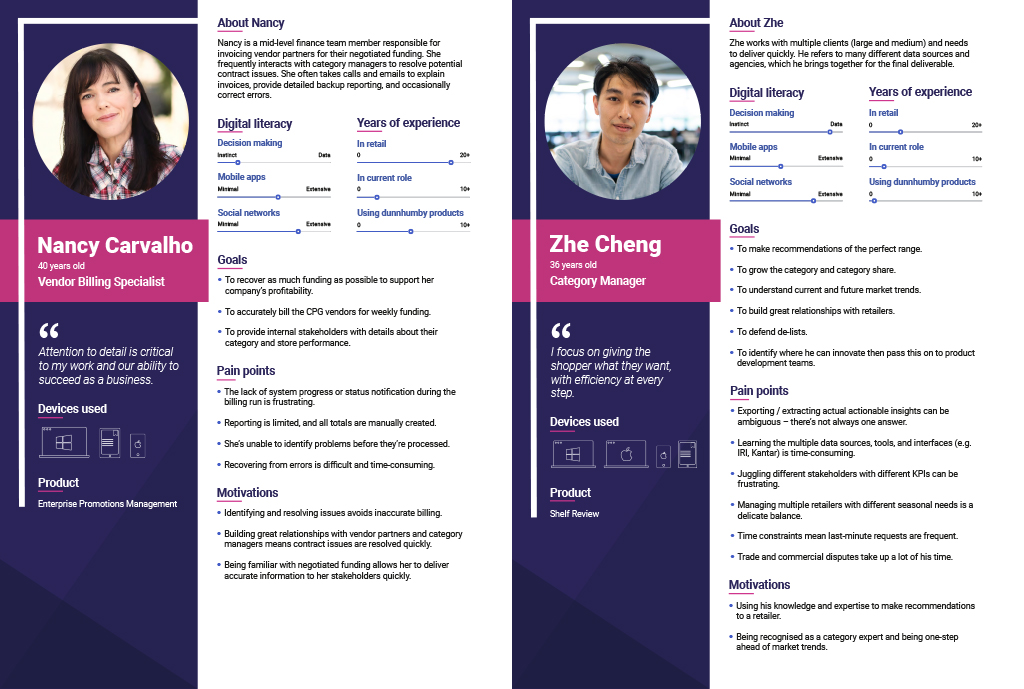 Nancy Carvalho
40 years old
Vendor Billing Specialist
“
Attention to detail is critical
to my work and our ability to
succeed as a business.
Devices used
Product
Enterprise Promotions Management
About Nancy
Nancy is a mid-level finance team member responsible for
invoicing vendor partners for their negotiated funding. She
frequently interacts with category managers to resolve potential
contract issues. She often takes calls and emails to explain
invoices, provide detailed backup reporting, and occasionally
correct errors.
Digital literacy
Decision making
Instinct Data
Mobile apps
Minimal Extensive
Social networks
Minimal Extensive
Years of experience
In retail
0 20+
In current role
0 10+
Using dunnhumby products
0 10+
Goals
• To recover as much funding as possible to support her
company's profitability.
• To accurately bill the CPG vendors for weekly funding.
• To provide internal stakeholders with details about their
category and store performance.
Pain points
• The lack of system progress or status notification during the
billing run is frustrating.
• Reporting is limited, and all totals are manually created.
• She's unable to identify problems before they're processed.
• Recovering from errors is difficult and time-consuming.
Motivations
• Identifying and resolving issues avoids inaccurate billing.
• Building great relationships with vendor partners and category
managers means contract issues are resolved quickly.
• Being familiar with negotiated funding allows her to deliver
accurate information to her stakeholders quickly.
Zhe Cheng
36 years old
Category Manager
“
I focus on giving the
shopper what they want,
with efficiency at every
step.
Devices used
Product
Shelf Review
About Zhe
Zhe works with multiple clients (large and medium) and needs
to deliver quickly. He refers to many different data sources and
agencies, which he brings together for the final deliverable.
Digital literacy
Decision making
Instinct Data
Mobile apps
Minimal Extensive
Social networks
Minimal Extensive
Years of experience
In retail
0 20+
In current role
0 10+
Using dunnhumby products
0 10+
Goals
• To make recommendations of the perfect range.
• To grow the category and category share.
• To understand current and future market trends.
• To build great relationships with retailers.
• To defend de-lists.
• To identify where he can innovate then pass this on to product
development teams.
Pain points
• Exporting / extracting actual actionable insights can be
ambiguous – there's not always one answer.
• Learning the multiple data sources, tools, and interfaces (e.g.
IRI, Kantar) is time-consuming.
• Juggling different stakeholders with different KPIs can be
frustrating.
• Managing multiple retailers with different seasonal needs is a
delicate balance.
• Time constraints mean last-minute requests are frequent.
• Trade and commercial disputes take up a lot of his time.
Motivations
• Using his knowledge and expertise to make recommendations
to a retailer.
• Being recognised as a category expert and being one-step
ahead of market trends.